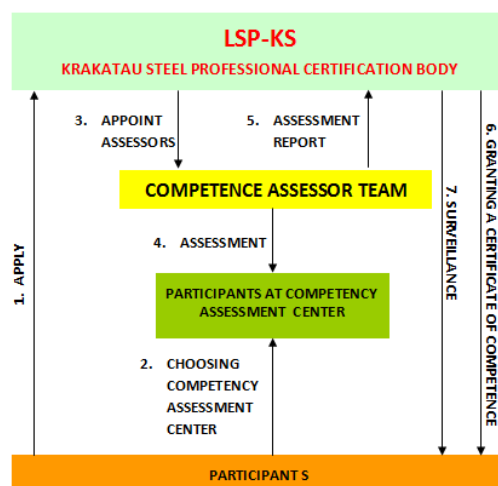 LSP-KS
KRAKATAU STEEL PROFESSIONAL CERTIFICATION BODY
3. APPOINT
ASSESSORS
5. ASSESSMENT
REPORT
COMPETENCE ASSESSOR TEAM
4. ASSESSMENT
PARTICIPANTS AT COMPETENCY
ASSESSMENT CENTER
2. CHOOSING
COMPETENCY
ASSESSMENT
CENTER
1. APPLY
7. SURVEILLANCE
6. GRANTING A CERTIFICATE OF COMPETENCE
PARTICIPANT S